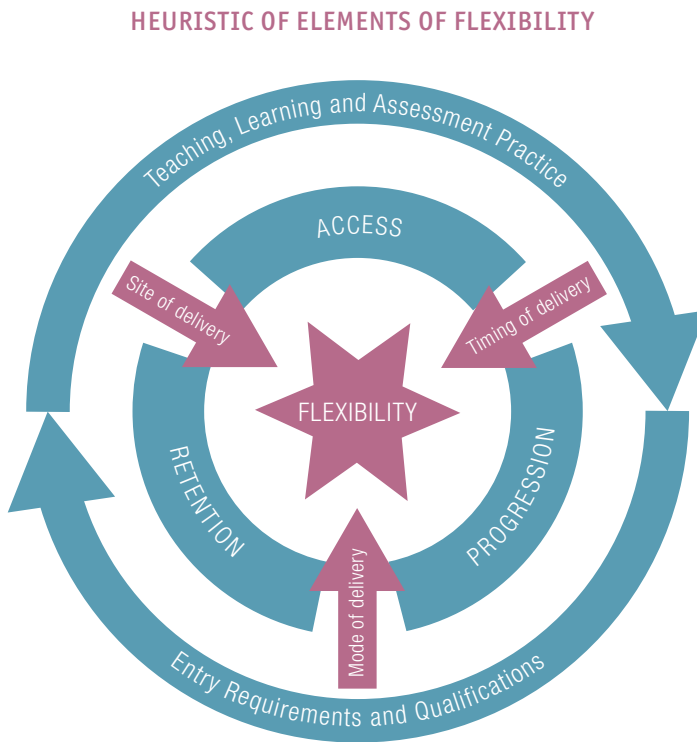 HEURISTIC OF ELEMENTS OF FLEXIBILITY
Teaching, Learning and Assessment Practice
ACCESS
Site of delivery
Timing of delivery
FLEXIBILITY
RETENTION
PROGRESSION
Mode of delivery
Entry Requirements and Qualifications